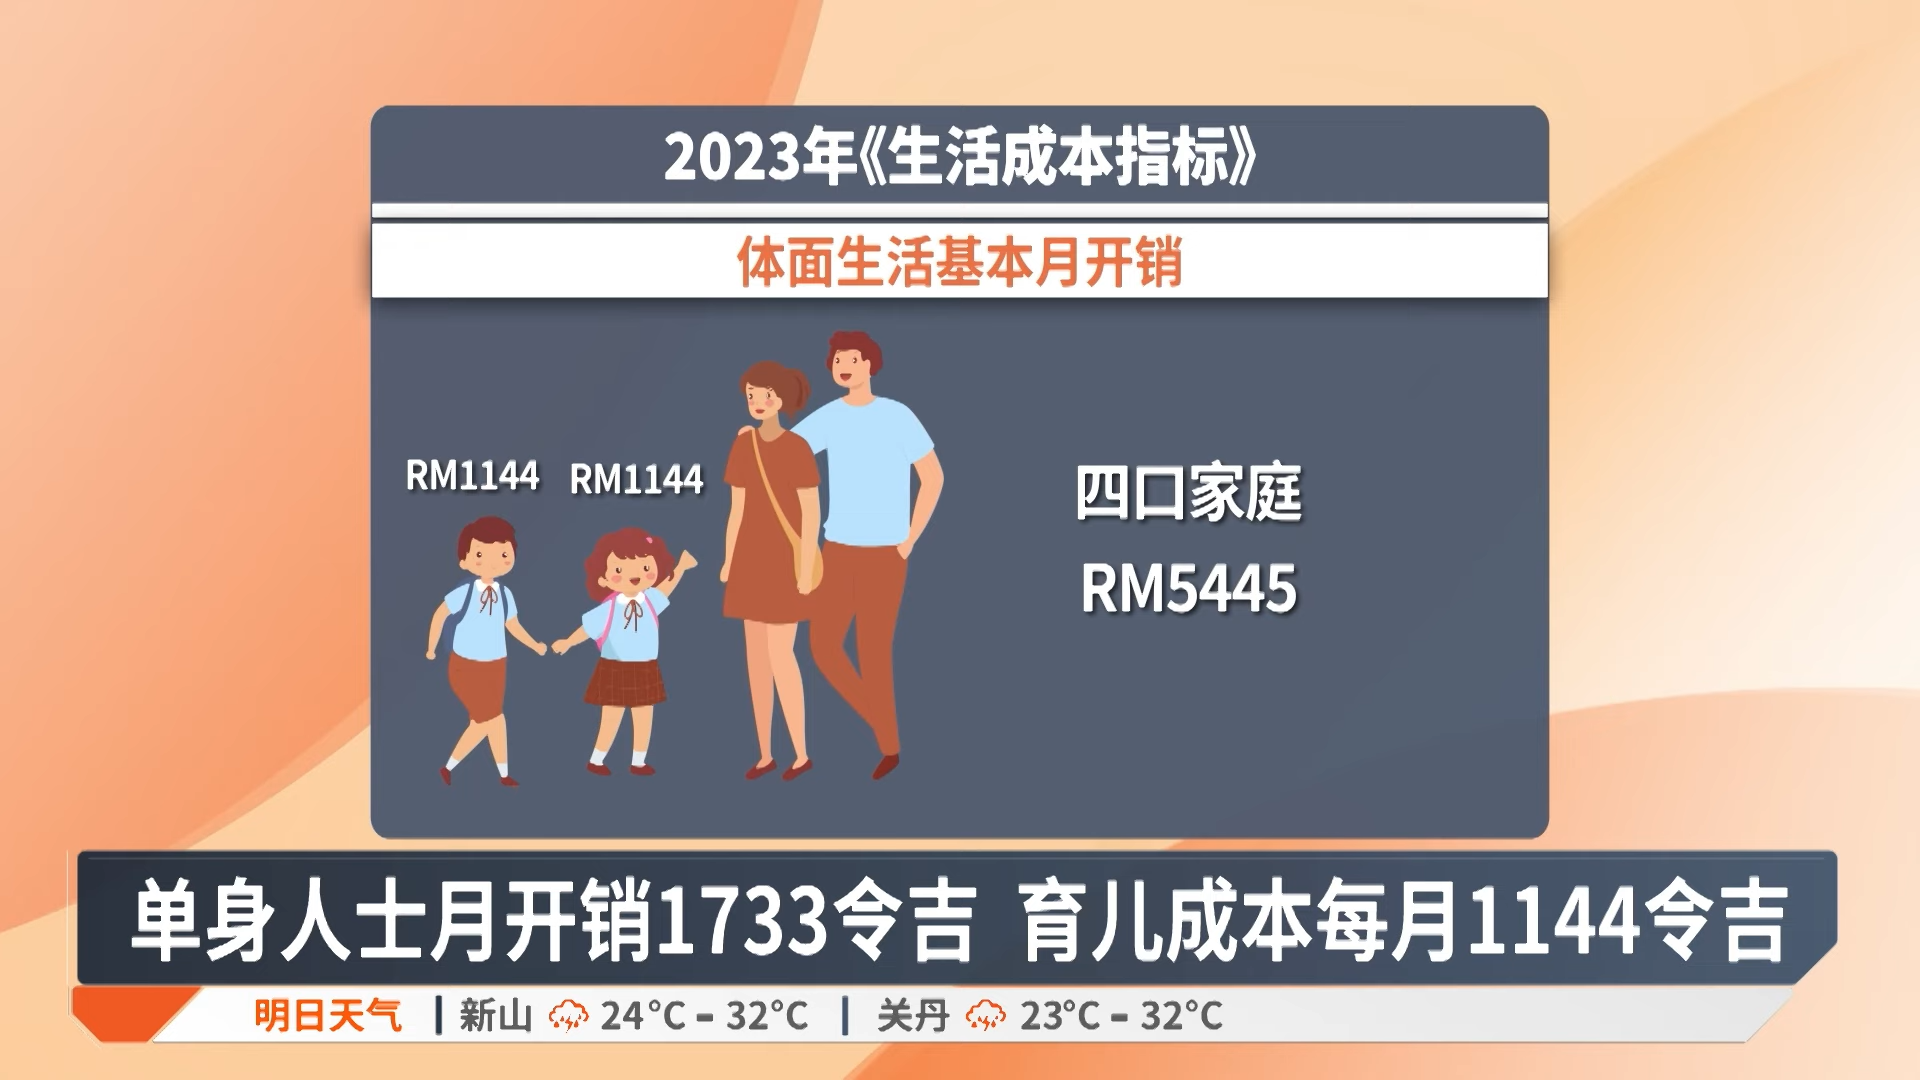 2023年《生活成本指标》
体面生活基本月开销
RM1144 RM1144
四口家庭
RM5445
单身人士月开销1733令吉 育儿成本每月1144令吉
明日天气 | 新山 24°C - 32°C | 关丹 23°C - 32°C